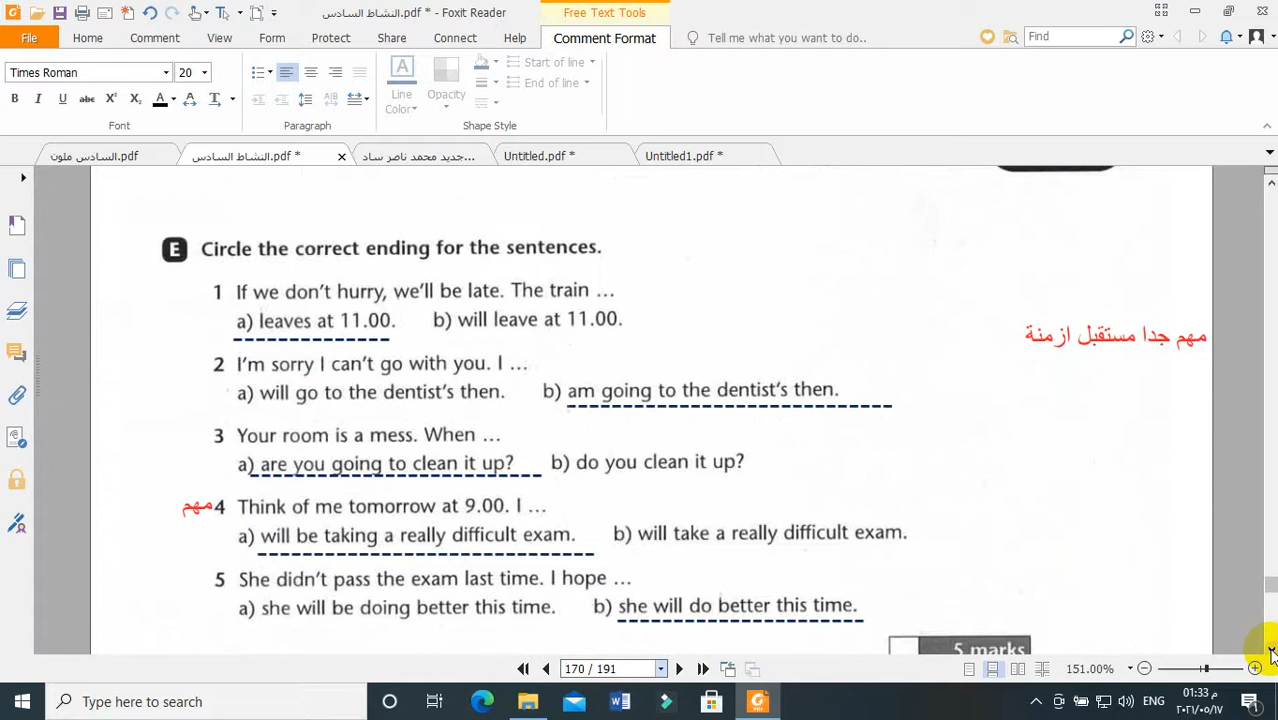 النشاط السادس.pdf * - Foxit Reader
Free Text Tools
File
Home
Comment
View
Form
Protect
Share
Connect
Help
Comment Format
Tell me what you want to do..
Find
Times Roman
20
Line Color
Opacity
Start of line
End of line
Font
Paragraph
Shape Style
السادس ملون.pdf
النشاط السادس.pdf *
جديد محمد ناصر ساد...
Untitled.pdf *
Untitled1.pdf *
E Circle the correct ending for the sentences.
1 If we don't hurry, we'll be late. The train ...
a) leaves at 11.00. b) will leave at 11.00.
مهم جدا مستقبل ازمنة
2 I'm sorry I can't go with you. I ...
a) will go to the dentist's then. b) am going to the dentist's then.
3 Your room is a mess. When ...
a) are you going to clean it up? b) do you clean it up?
مهم 4 Think of me tomorrow at 9.00. I ...
a) will be taking a really difficult exam. b) will take a really difficult exam.
5 She didn't pass the exam last time. I hope ...
a) she will be doing better this time. b) she will do better this time.
5 marks
170 / 191
151.00%
Type here to search
ENG
01:33 م
٢٠٢١/٠٥/١٧